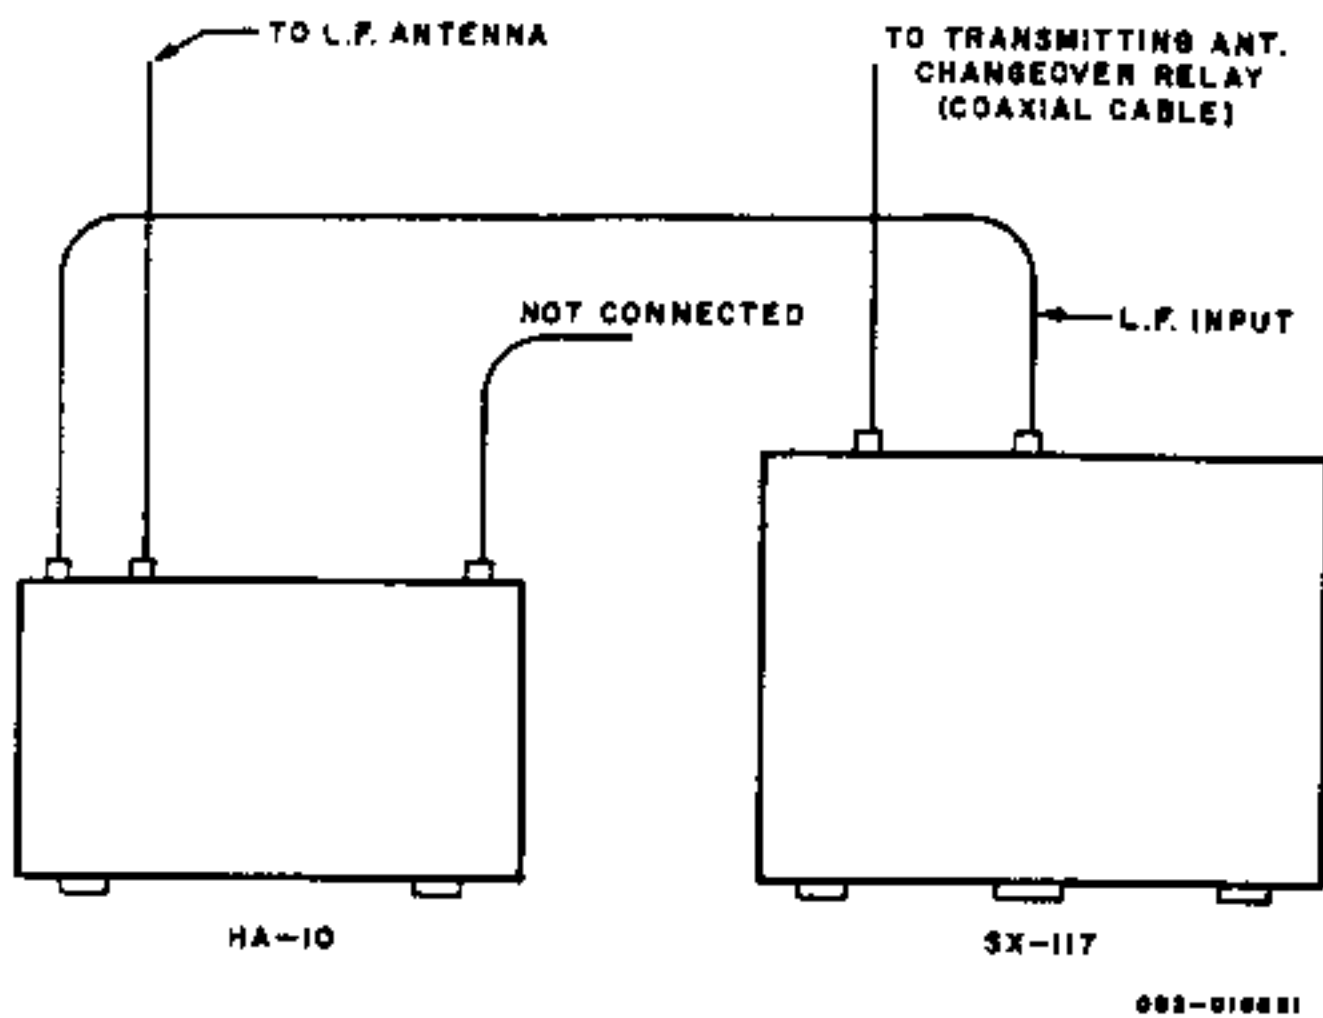 TO L.F. ANTENNA
TO TRANSMITTING ANT.
CHANGEOVER RELAY
(COAXIAL CABLE)
NOT CONNECTED
L.F. INPUT
HA-10
SX-117